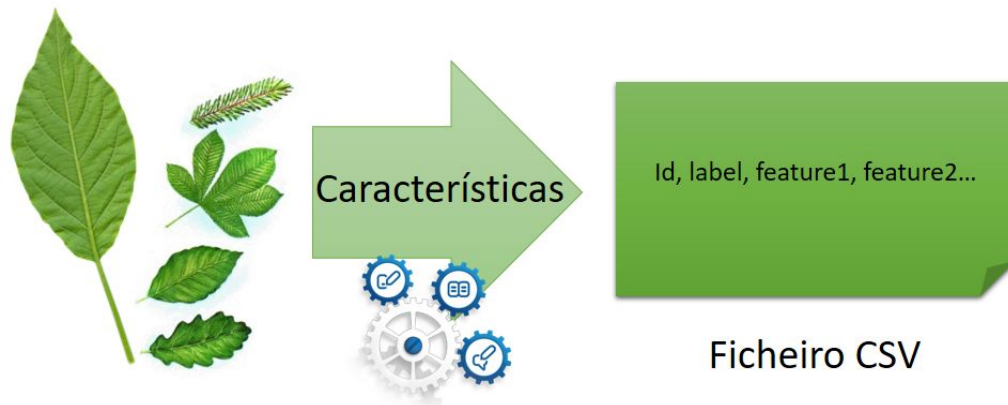 Características
Id, label, feature1, feature2...
Ficheiro CSV